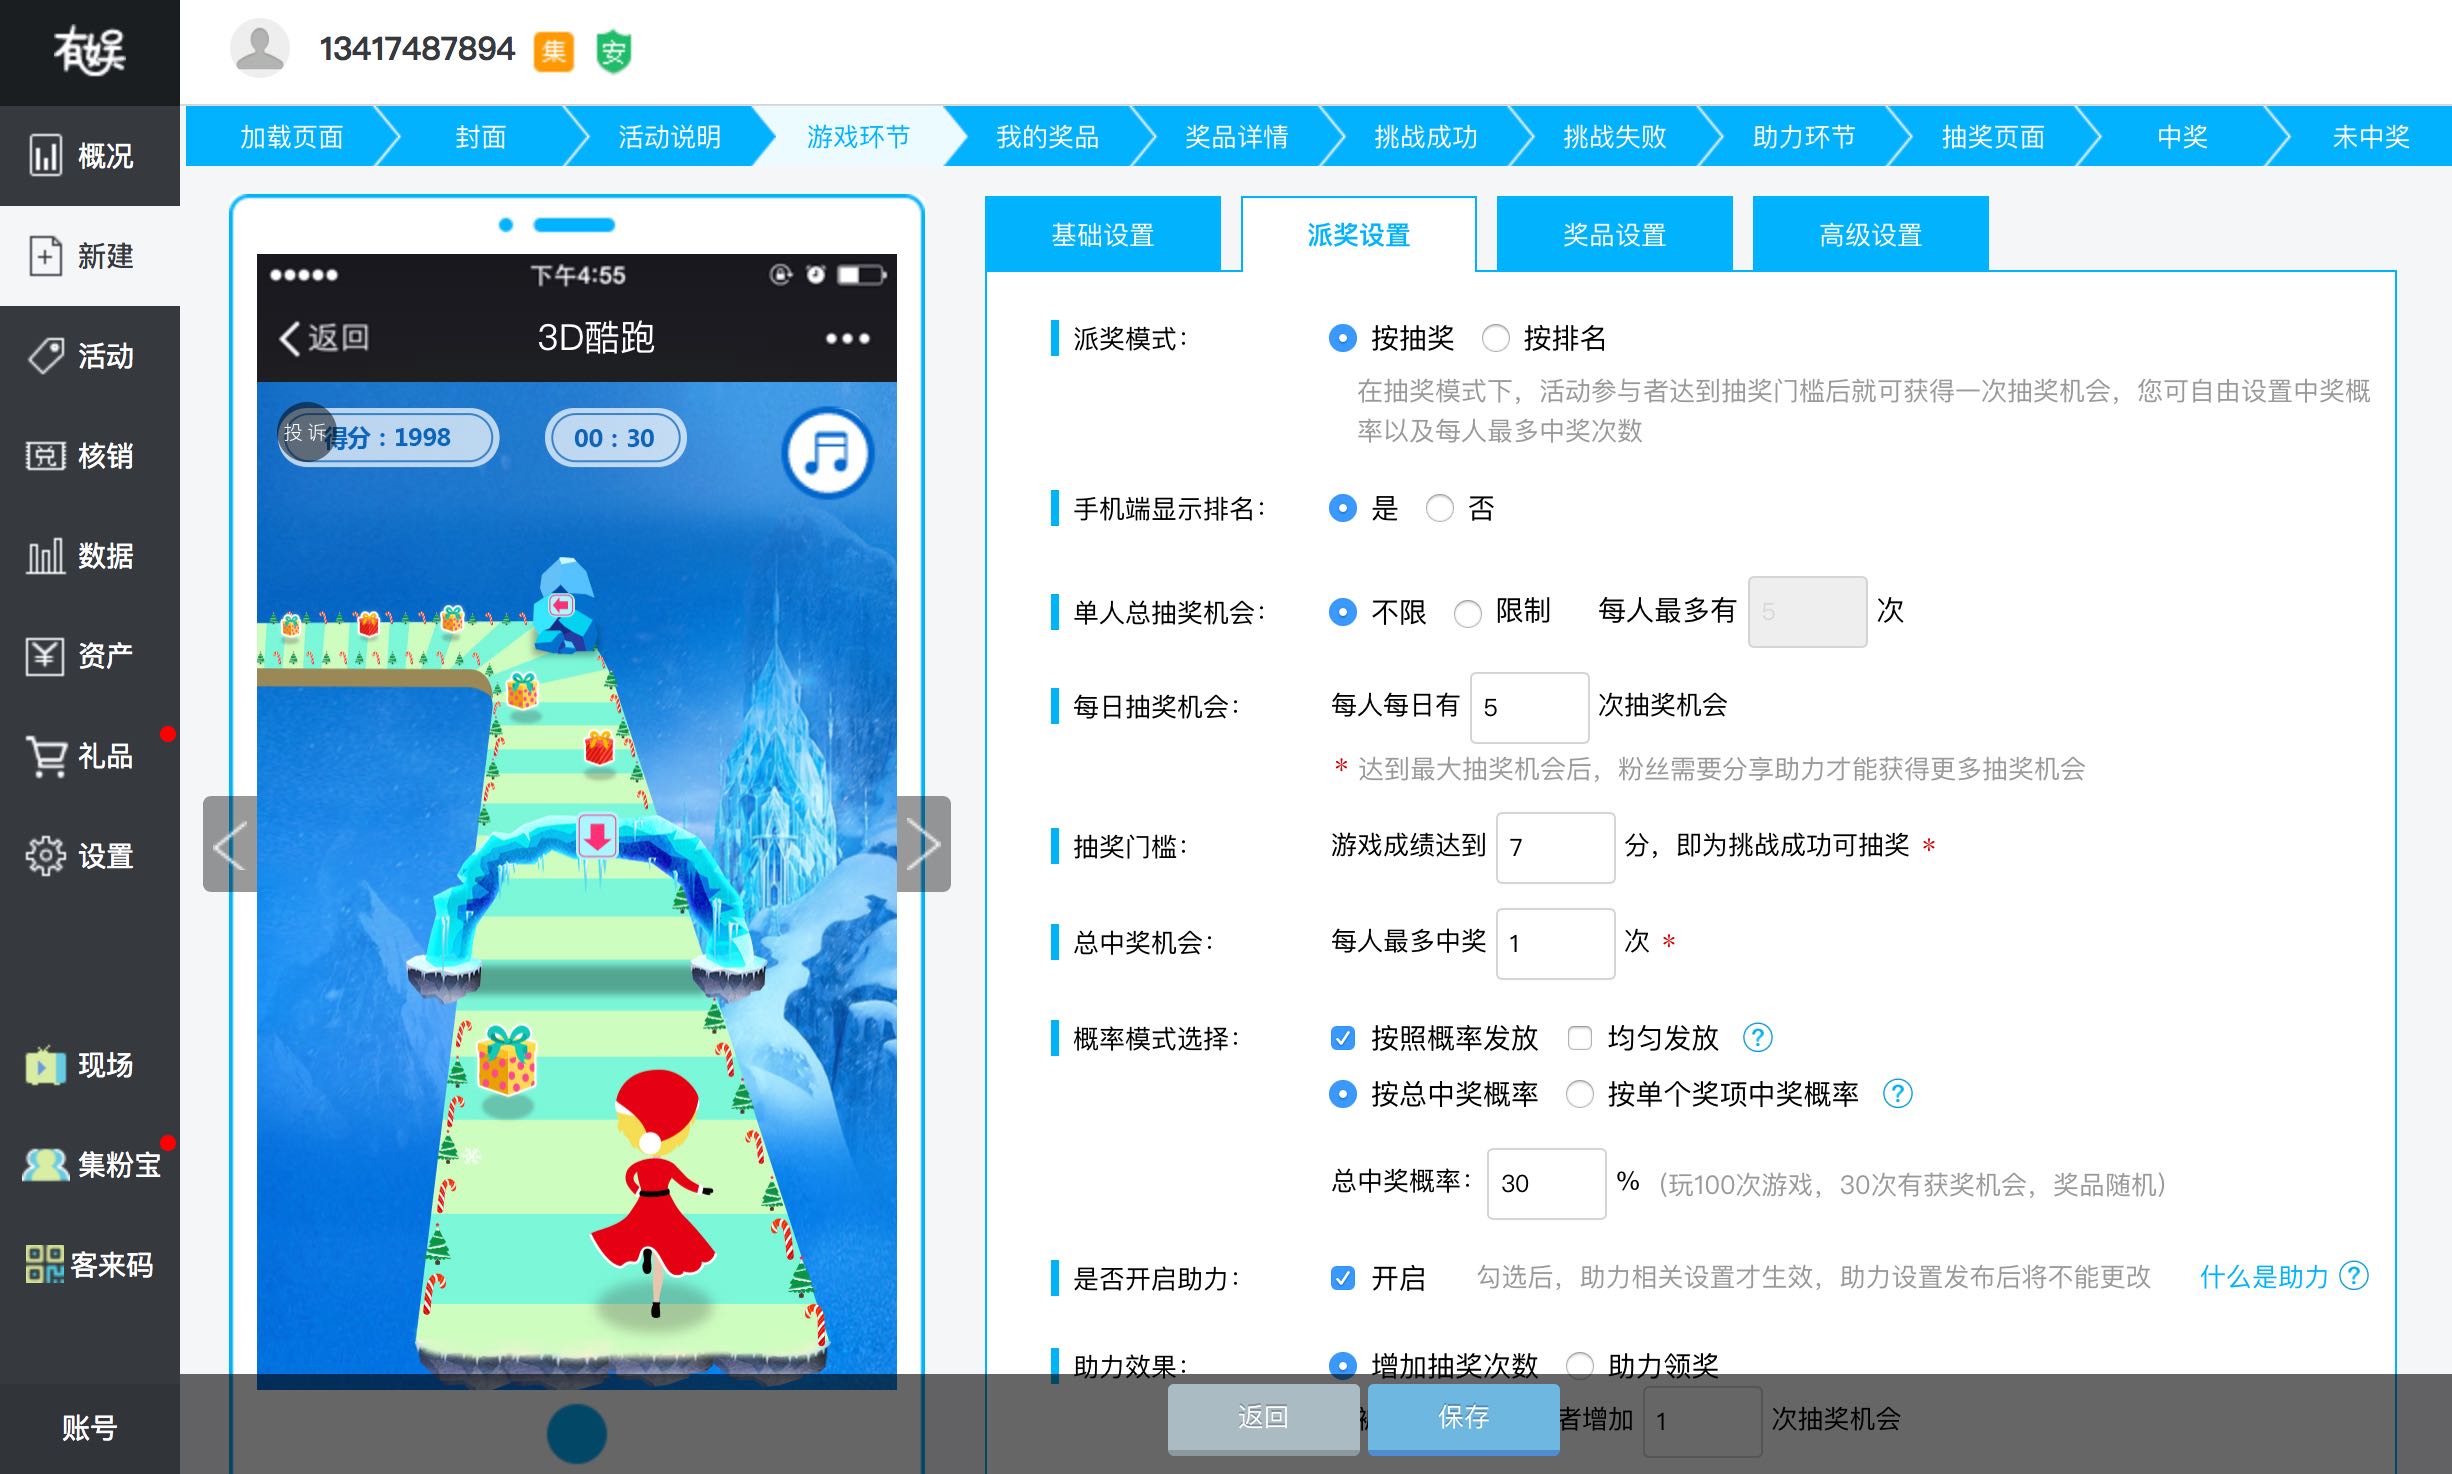 有娱
13417487894 集 安
概况
新建
活动
核销
兑
数据
资产
礼品
设置
现场
集粉宝
客来码
账号
加载页面 封面 活动说明 游戏环节 我的奖品 奖品详情 挑战成功 挑战失败 助力环节 抽奖页面 中奖 未中奖
下午4:55
返回 3D酷跑
投诉 得分：1998 00：30
基础设置 派奖设置 奖品设置 高级设置
派奖模式： 按抽奖 按排名
在抽奖模式下，活动参与者达到抽奖门槛后就可获得一次抽奖机会，您可自由设置中奖概
率以及每人最多中奖次数
手机端显示排名： 是 否
单人总抽奖机会： 不限 限制 每人最多有 5 次
每日抽奖机会： 每人每日有 5 次抽奖机会
* 达到最大抽奖机会后，粉丝需要分享助力才能获得更多抽奖机会
抽奖门槛： 游戏成绩达到 7 分，即为挑战成功可抽奖 *
总中奖机会： 每人最多中奖 1 次 *
概率模式选择： 按照概率发放 均匀发放 ?
按总中奖概率 按单个奖项中奖概率 ?
总中奖概率： 30 % （玩100次游戏，30次有获奖机会，奖品随机）
是否开启助力： 开启 勾选后，助力相关设置才生效，助力设置发布后将不能更改 什么是助力 ?
助力效果： 增加抽奖次数 助力领奖
返回 保存 者增加 1 次抽奖机会